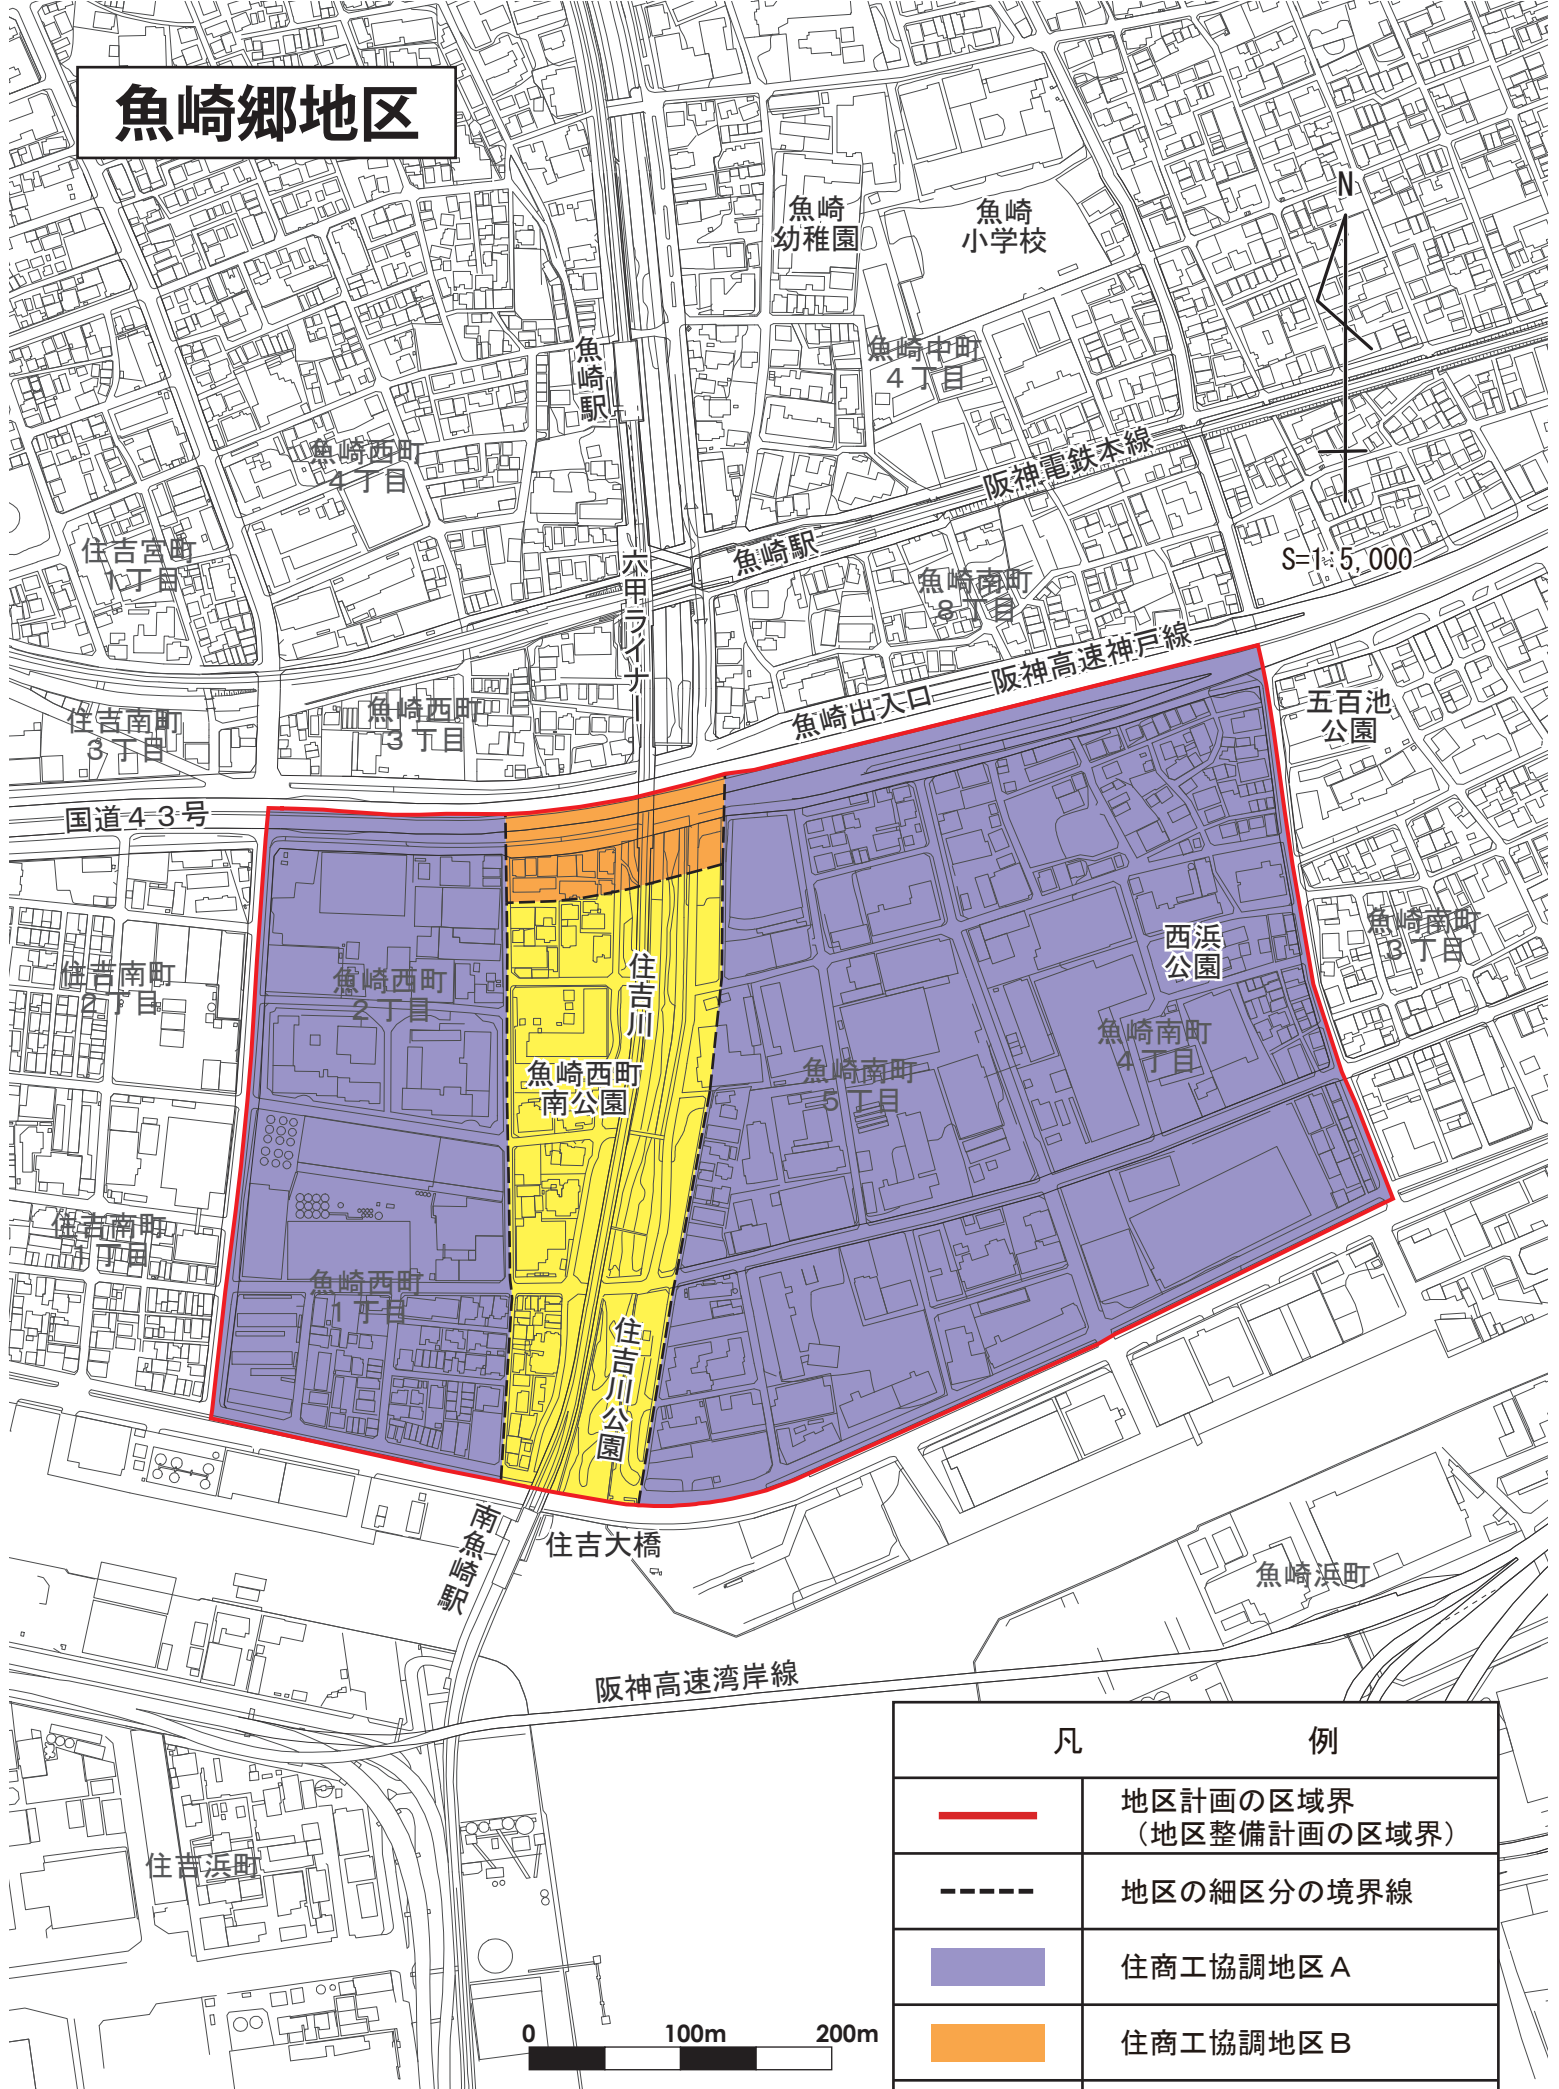 魚崎郷地区
魚崎
幼稚園
魚崎
小学校
N
魚崎駅
魚崎中町
4丁目
魚崎西町
4丁目
阪神電鉄本線
住吉宮町
1丁目
魚崎駅
六甲ライナー
S=1:5,000
魚崎南町
8丁目
阪神高速神戸線
魚崎出入口
五百池
公園
住吉南町
3丁目
魚崎西町
3丁目
国道43号
西浜
公園
魚崎南町
3丁目
住吉南町
2丁目
魚崎西町
2丁目
住吉川
魚崎南町
4丁目
魚崎西町
南公園
魚崎南町
5丁目
住吉南町
1丁目
魚崎西町
1丁目
住吉川公園
南魚崎駅
住吉大橋
魚崎浜町
阪神高速湾岸線
住吉浜町
凡例
地区計画の区域界
（地区整備計画の区域界）
地区の細区分の境界線
住商工協調地区A
住商工協調地区B
0 100m 200m